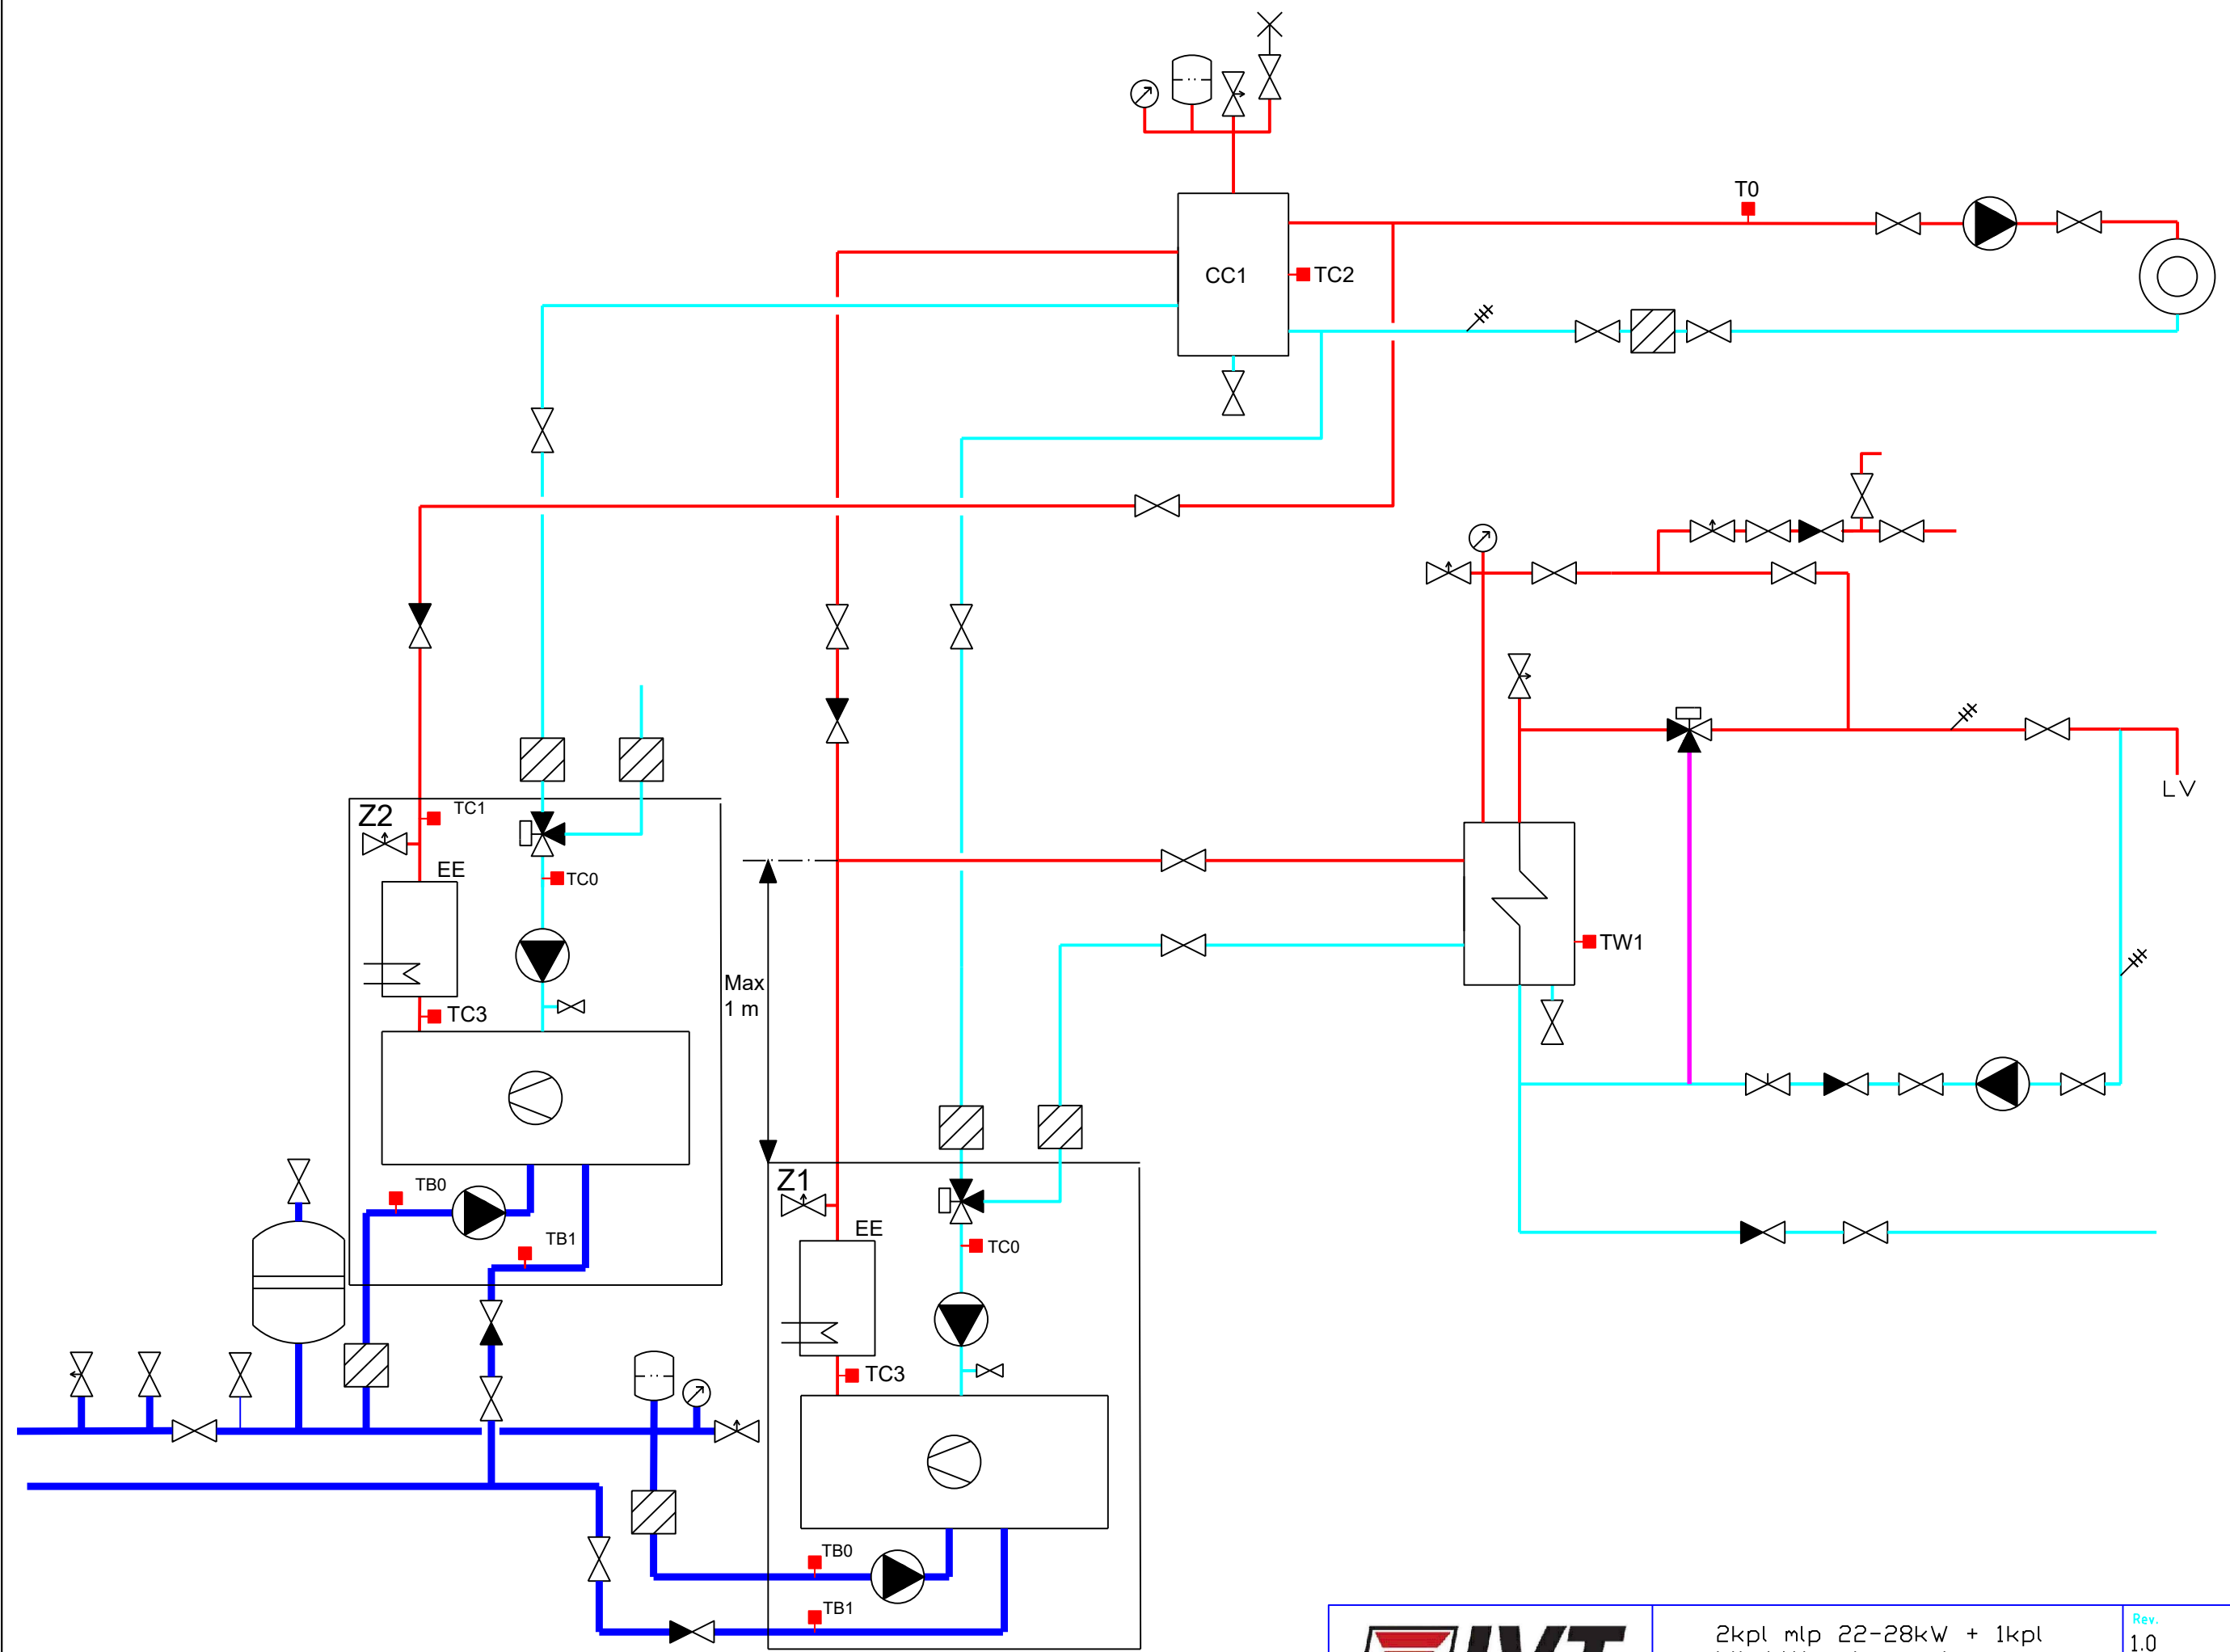 T0
CC1
TC2
LV
Z2
TC1
EE
TC0
TW1
Max
1 m
TC3
Z1
TB0
EE
TB1
TC0
TC3
TB0
TB1
IVT
2kpl mlp 22-28kW + 1kpl
Rev.
1.0